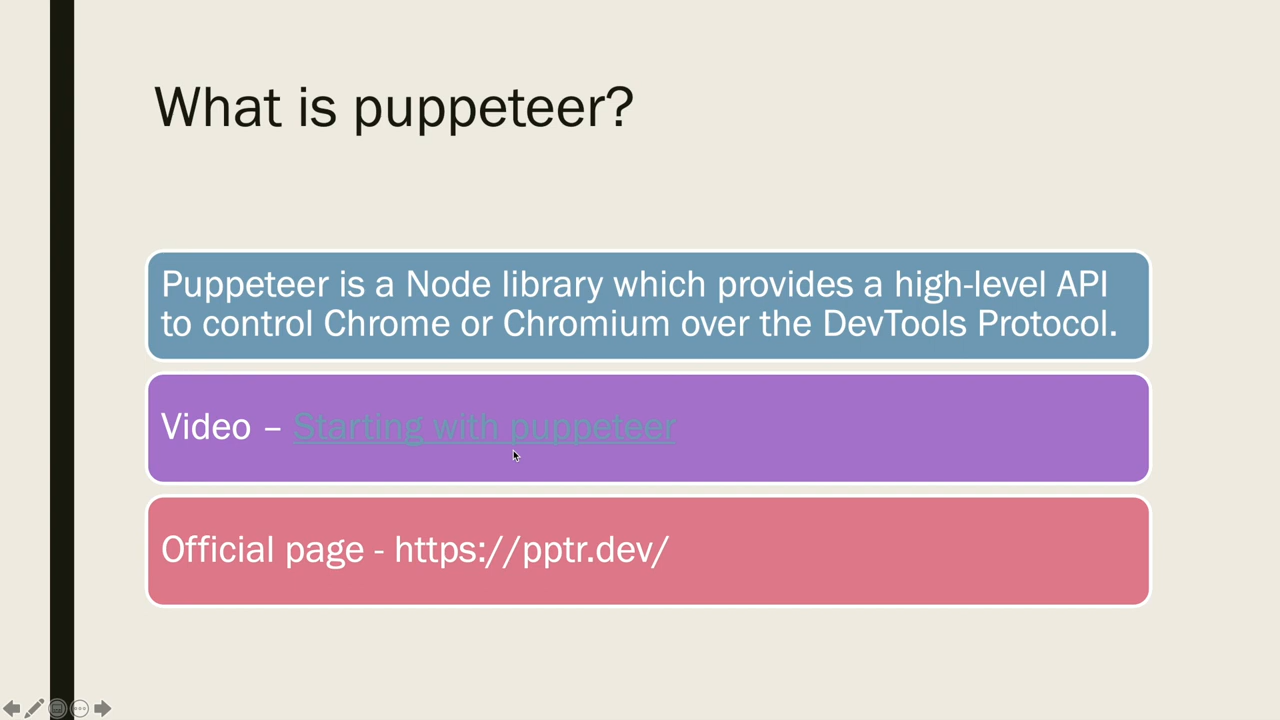 What is puppeteer?
Puppeteer is a Node library which provides a high-level API
to control Chrome or Chromium over the DevTools Protocol.
Video – Starting with puppeteer
Official page - https://pptr.dev/